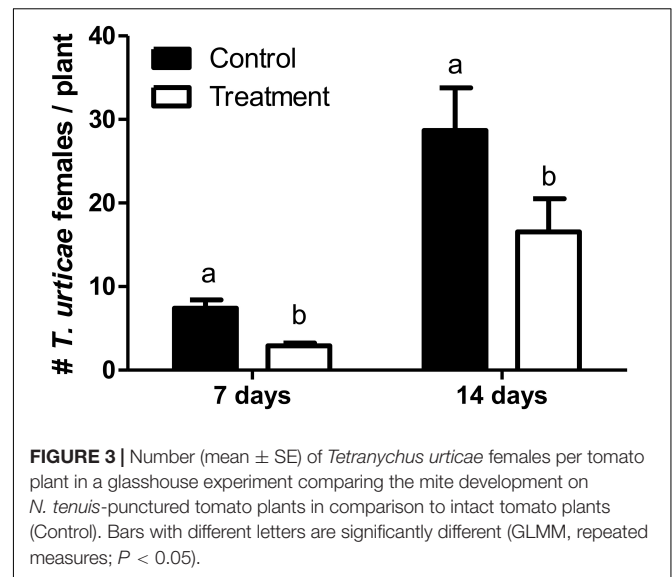 40
30
20
10
0
# T. urticae females / plant
Control
Treatment
a
b
a
b
7 days
14 days
FIGURE 3 | Number (mean ± SE) of Tetranychus urticae females per tomato
plant in a glasshouse experiment comparing the mite development on
N. tenuis-punctured tomato plants in comparison to intact tomato plants
(Control). Bars with different letters are significantly different (GLMM, repeated
measures; P < 0.05).